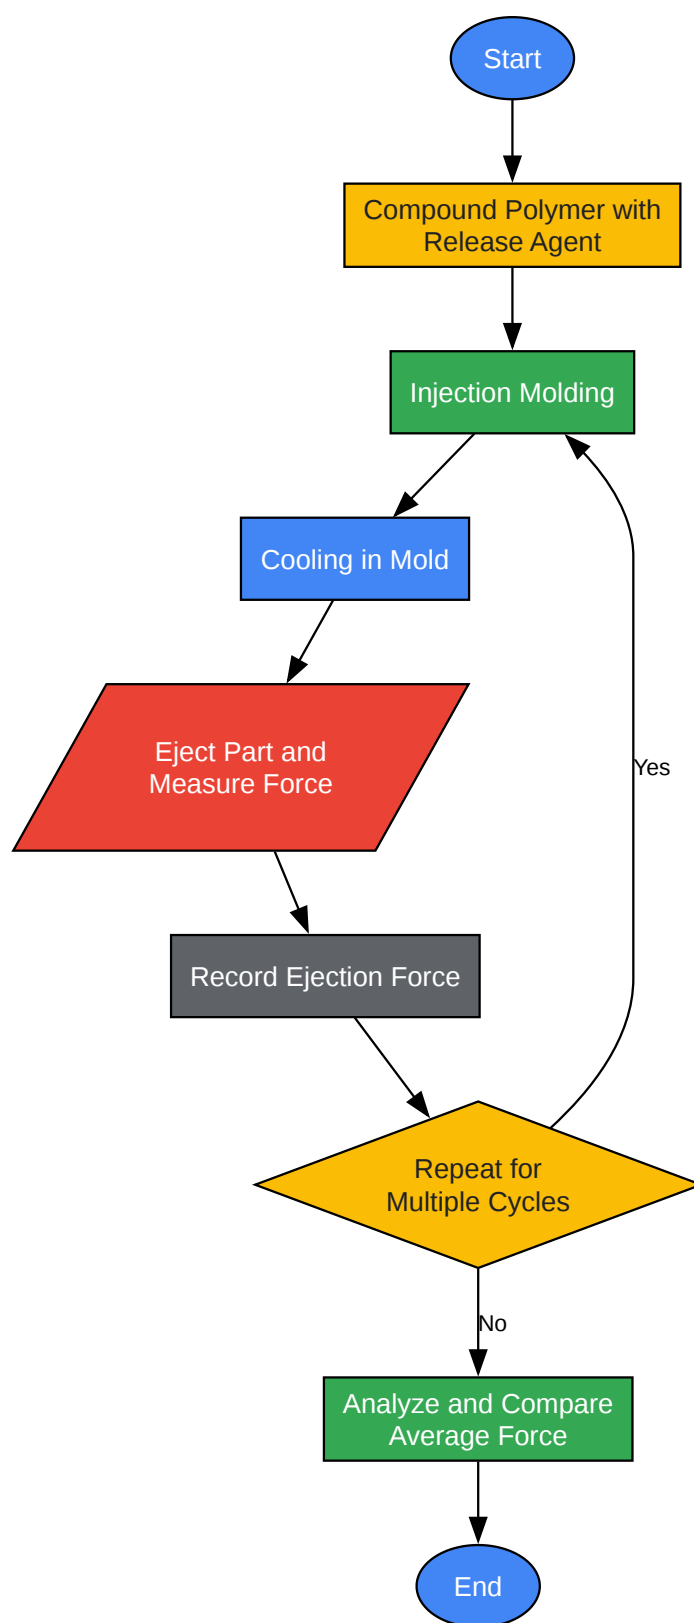 Start
Compound Polymer with
Release Agent
Injection Molding
Cooling in Mold
Eject Part and
Measure Force
Yes
Record Ejection Force
Repeat for
Multiple Cycles
No
Analyze and Compare
Average Force
End